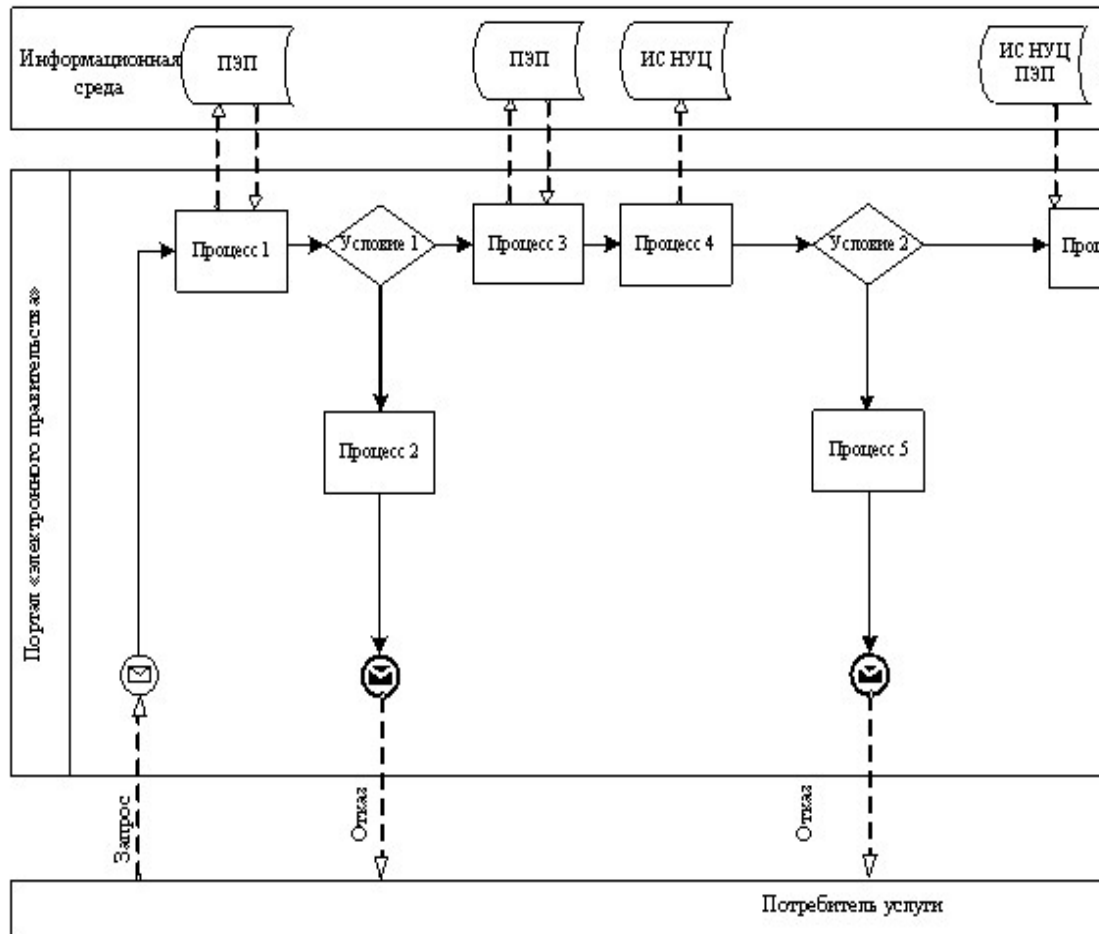 Информационная
среда
ПЭП
ПЭП
ИС НУЦ
ИС НУЦ
ПЭП
Портал «электронного правительства»
Процесс 1
Условие 1
Процесс 3
Процесс 4
Условие 2
Проц
Процесс 2
Процесс 5
Запрос
Отказ
Отказ
Потребитель услуги